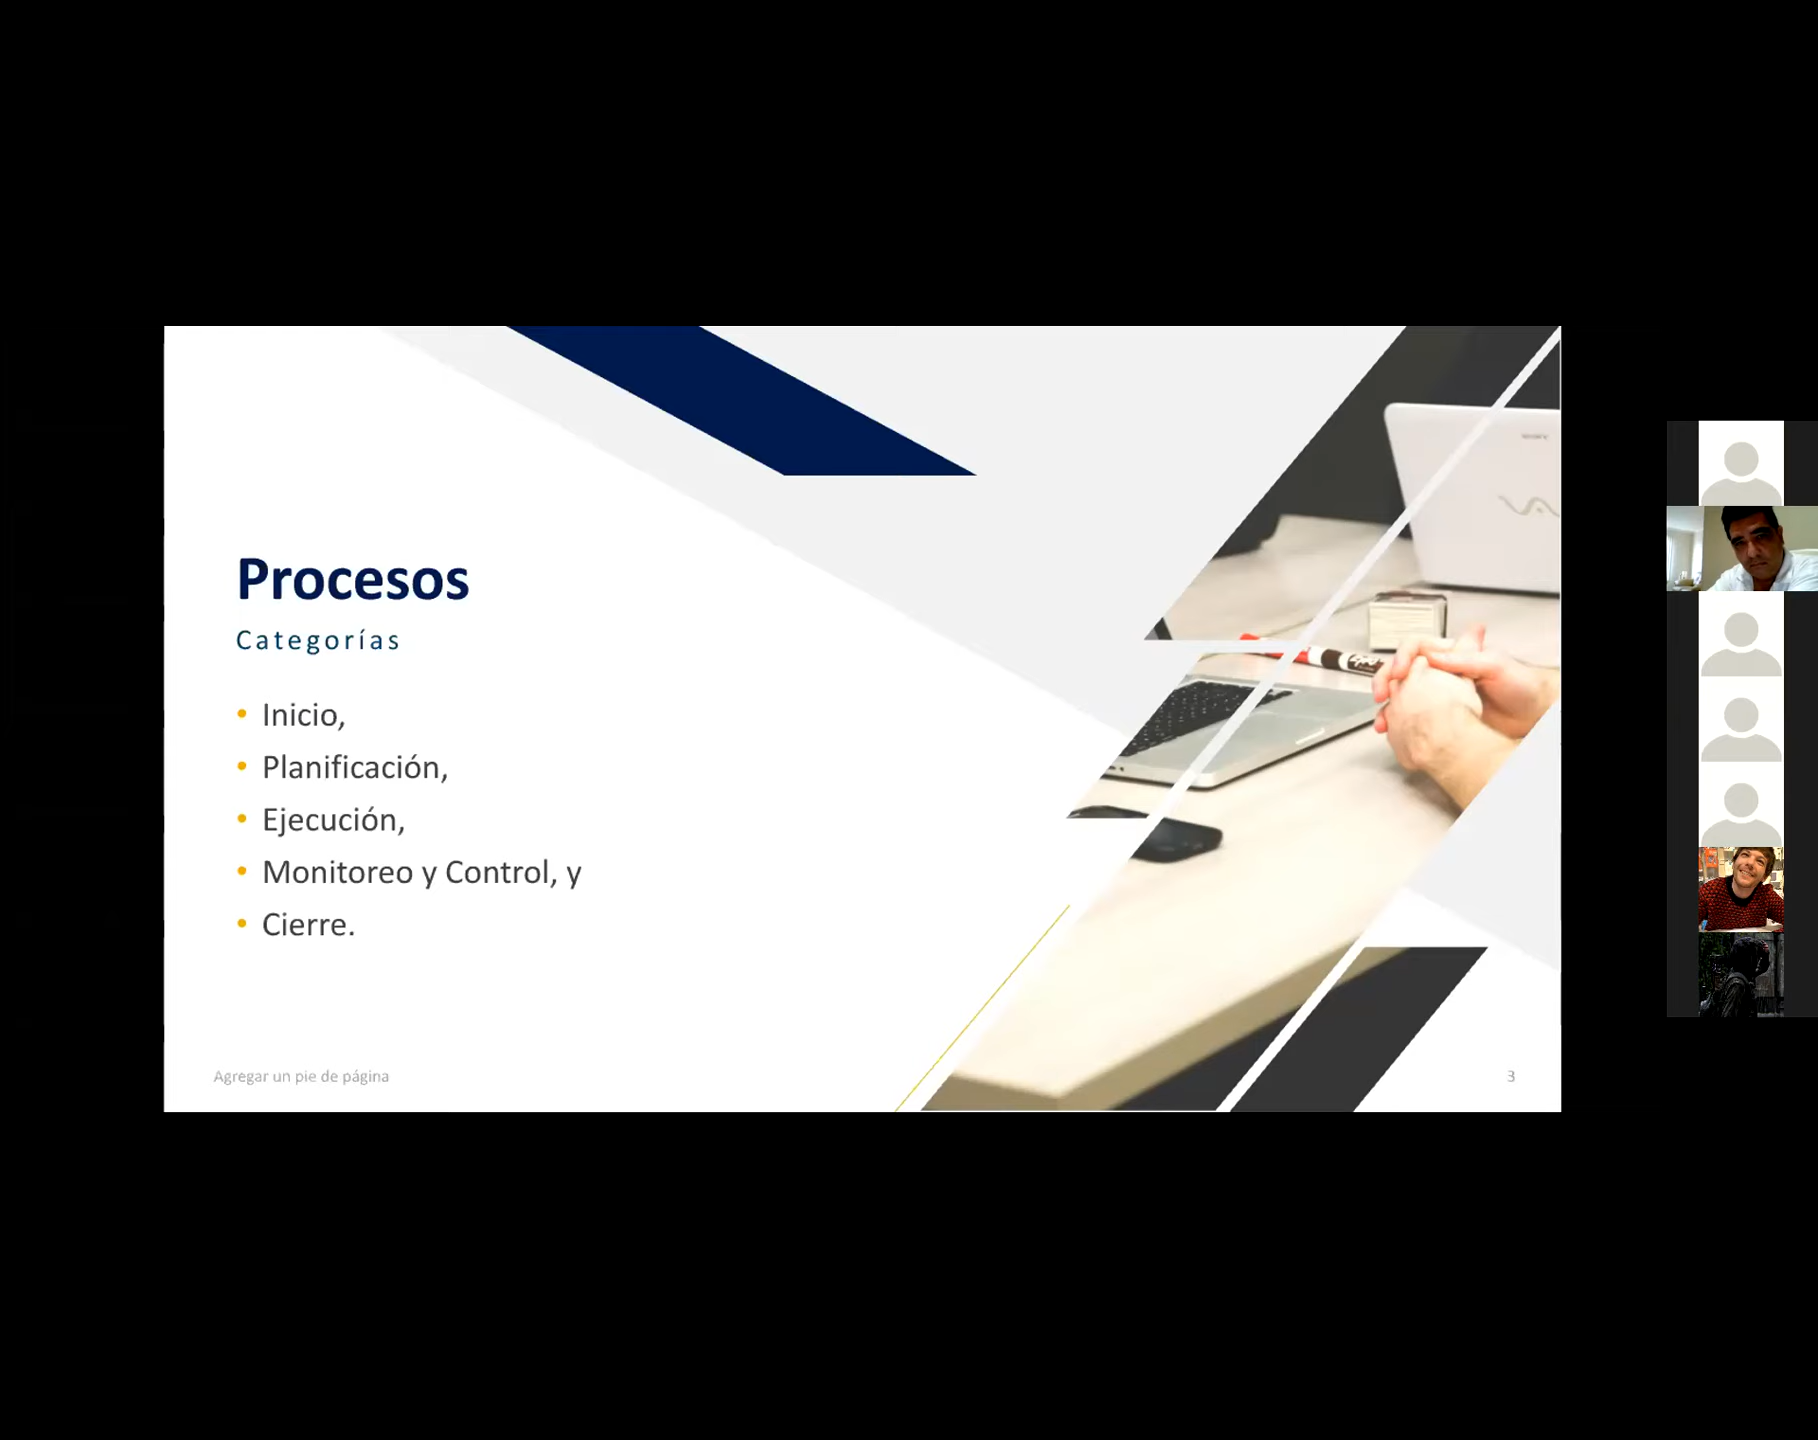 Procesos
Categorías
• Inicio,
• Planificación,
• Ejecución,
• Monitoreo y Control, y
• Cierre.
Agregar un pie de página
3